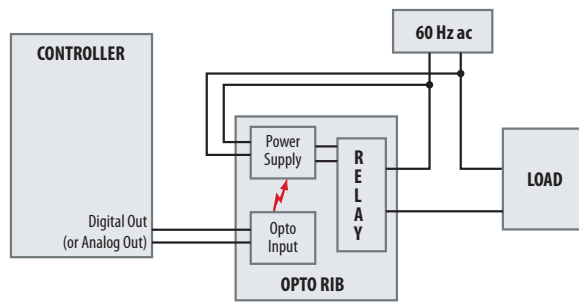 60 Hz ac
CONTROLLER
Power
Supply
R
E
L
A
Y
LOAD
Digital Out
(or Analog Out)
Opto
Input
OPTO RIB